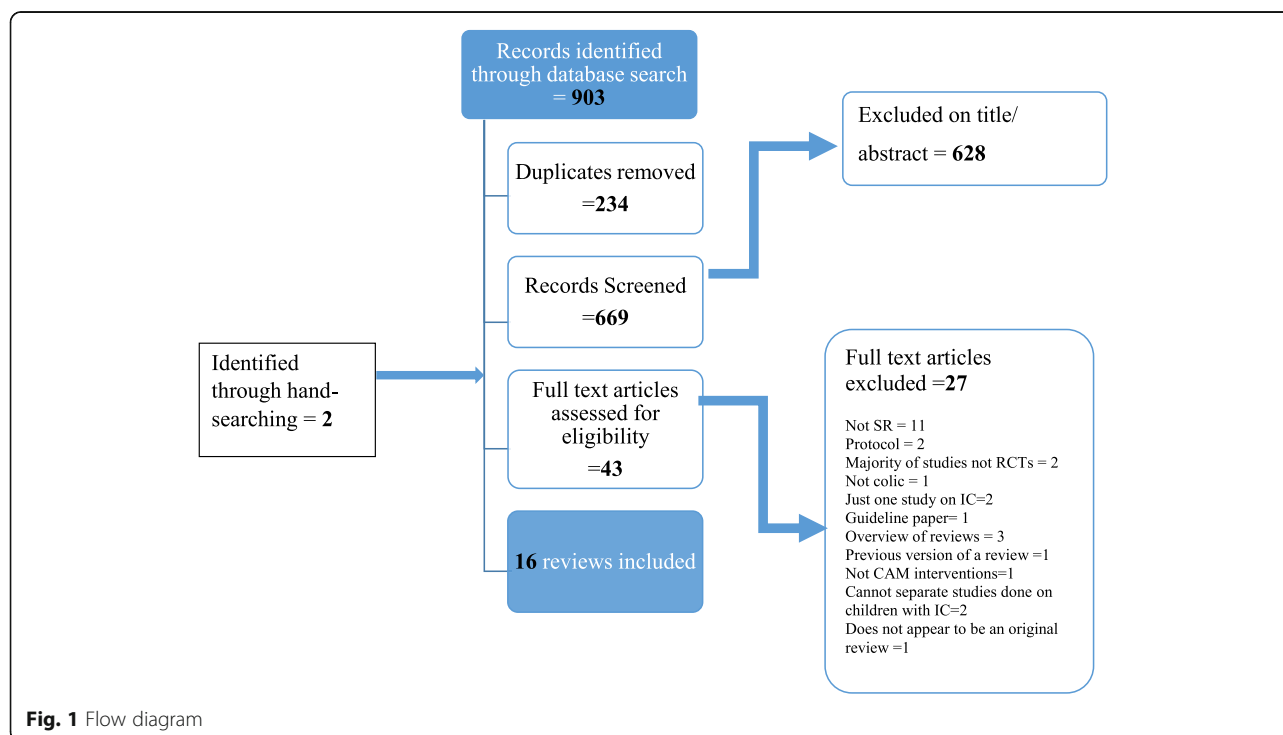 Records identified
through database search
= 903
Excluded on title/
abstract = 628
Duplicates removed
=234
Records Screened
=669
Identified
through hand-
searching = 2
Full text articles
assessed for
eligibility
=43
Full text articles
excluded =27
Not SR = 11
Protocol = 2
Majority of studies not RCTs = 2
Not colic = 1
Just one study on IC=2
Guideline paper= 1
Overview of reviews = 3
Previous version of a review =1
Not CAM interventions=1
Cannot separate studies done on
children with IC=2
Does not appear to be an original
review =1
16 reviews included
Fig. 1 Flow diagram